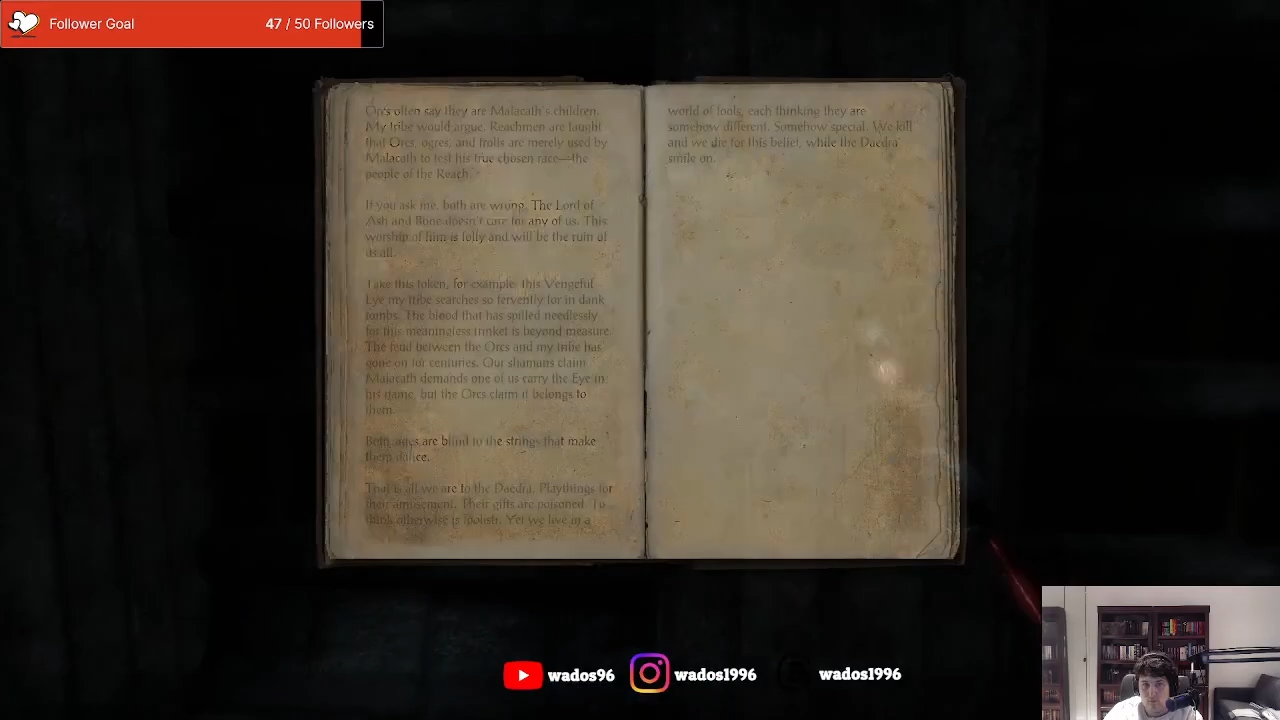 Follower Goal
47 / 50 Followers
Orcs often say they are Malacath's children.
My tribe would argue. Reachmen are taught
that Orcs, ogres, and trolls are merely used by
Malacath to test his true chosen race—the
people of the Reach.
If you ask me, both are wrong. The Lord of
Ash and Bone doesn't care for any of us. This
worship of him is folly and will be the ruin of
us all.
Take this token, for example, this Vengeful
Eye my tribe searches so fervently for in dank
tombs. The blood that has spilled needlessly
for this meaningless trinket is beyond measure.
The feud between the Orcs and my tribe has
gone on for centuries. Our shamans claim
Malacath demands one of us carry the Eye in
his name, but the Orcs claim it belongs to
them.
Both sides are blind to the strings that make
them dance.
That is all we are to the Daedra. Playthings for
their amusement. Their gifts are poisoned. To
think otherwise is foolish. Yet we live in a
world of fools, each thinking they are
somehow different. Somehow special. We kill
and we die for this belief, while the Daedra
smile on.
wados96
wados1996
wados1996